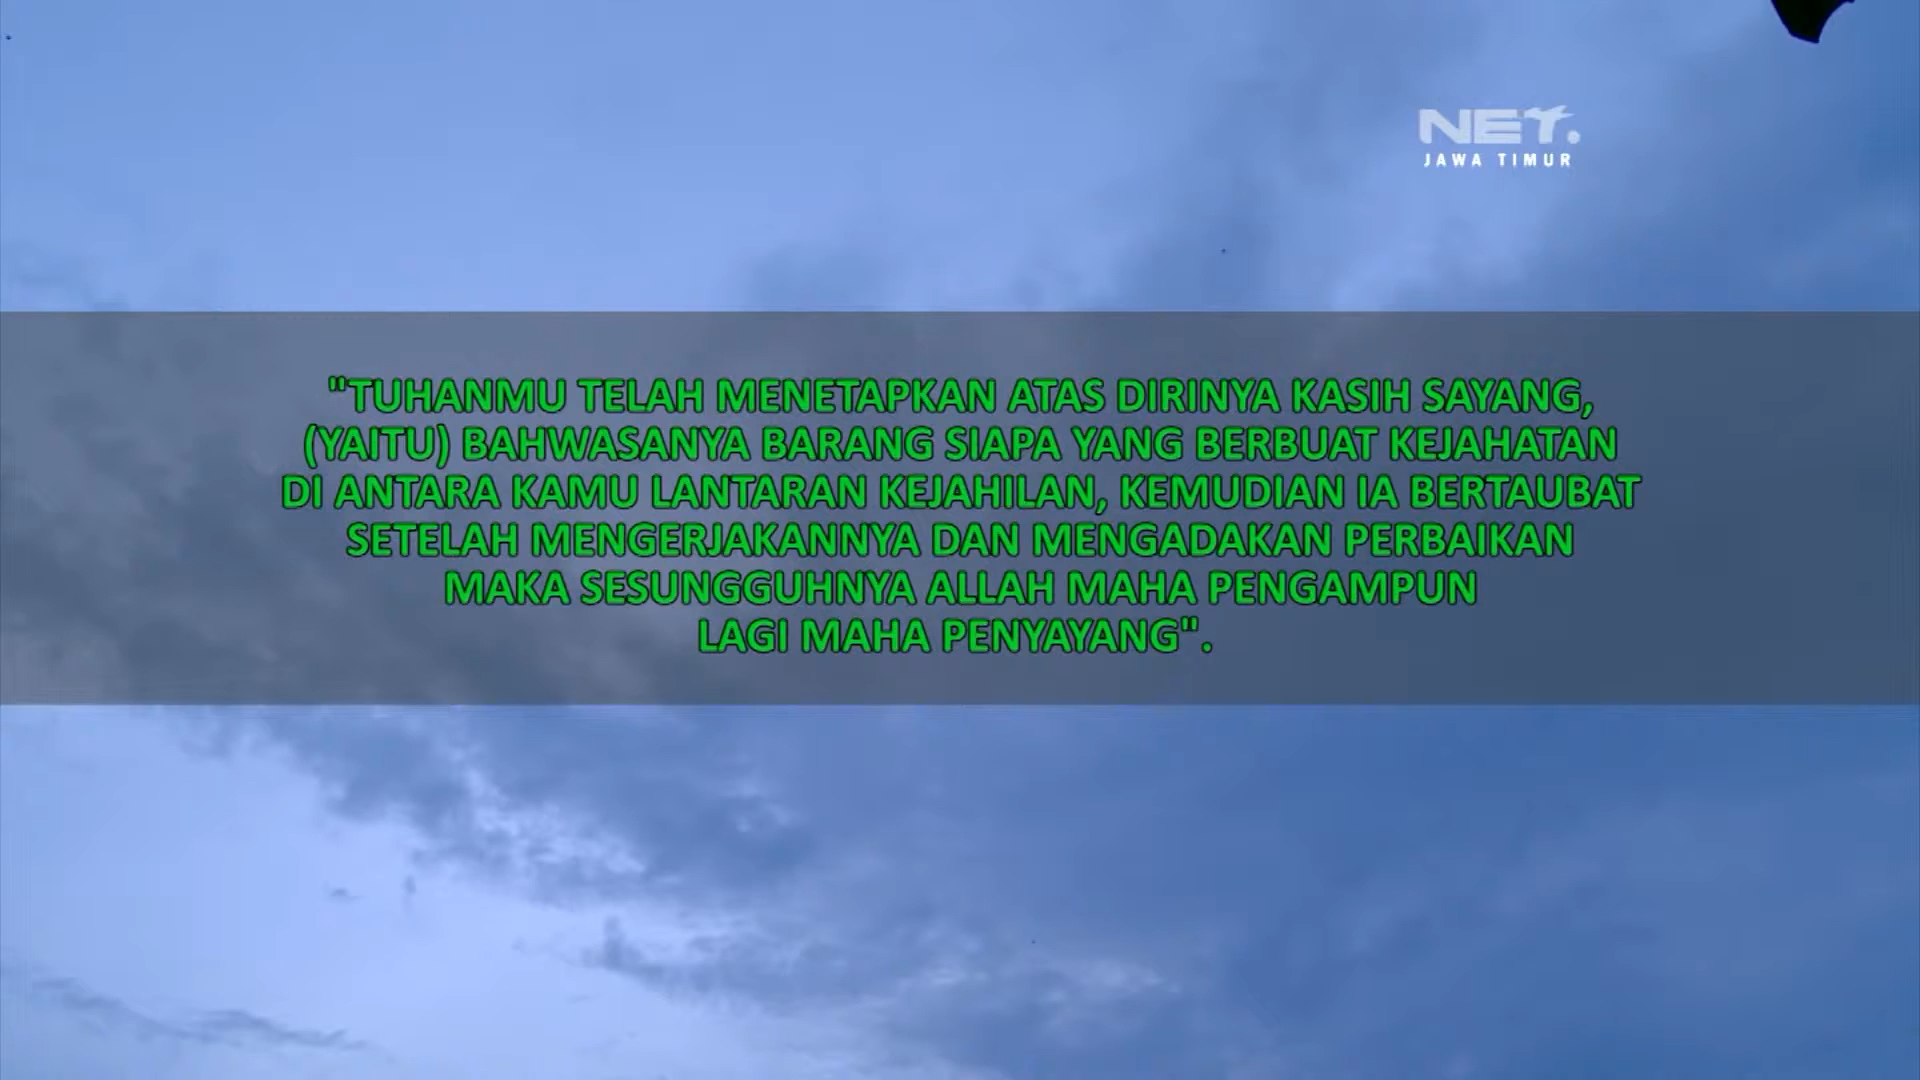 NET.
JAWA TIMUR
"TUHANMU TELAH MENETAPKAN ATAS DIRINYA KASIH SAYANG,
(YAITU) BAHWASANYA BARANG SIAPA YANG BERBUAT KEJAHATAN
DI ANTARA KAMU LANTARAN KEJAHILAN, KEMUDIAN IA BERTAUBAT
SETELAH MENGERJAKANNYA DAN MENGADAKAN PERBAIKAN
MAKA SESUNGGUHNYA ALLAH MAHA PENGAMPUN
LAGI MAHA PENYAYANG".